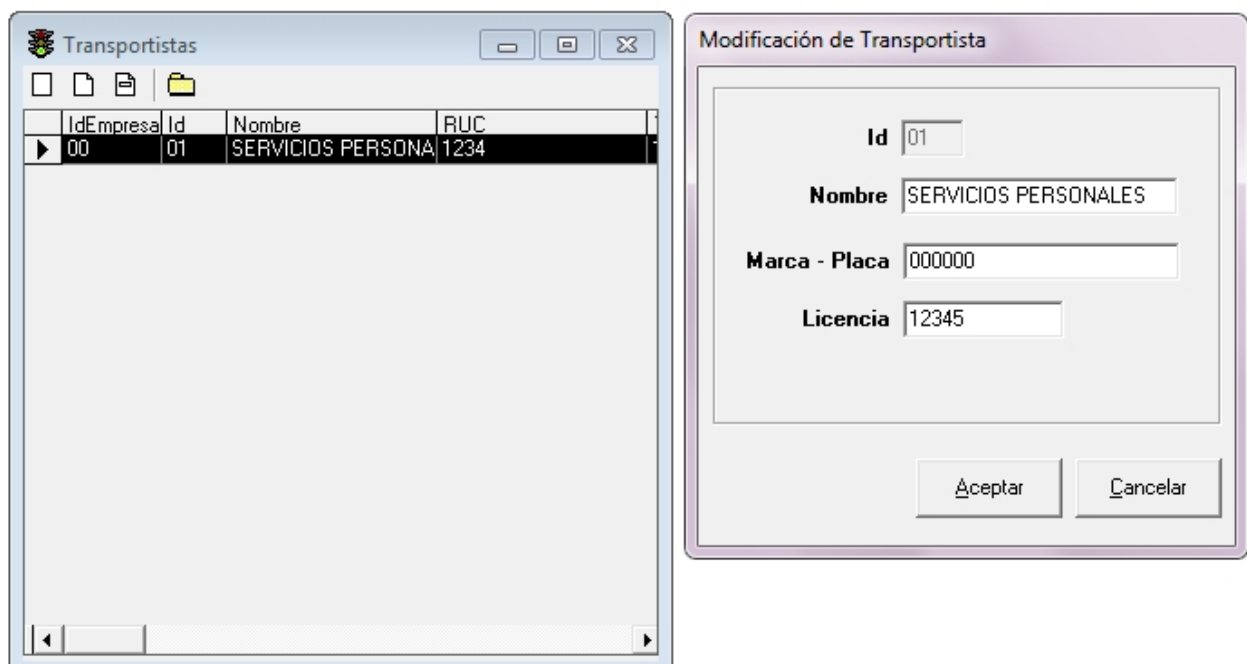 Transportistas
IdEmpresa Id Nombre RUC
00 01 SERVICIOS PERSONA 1234
Modificación de Transportista
Id 01
Nombre SERVICIOS PERSONALES
Marca - Placa 000000
Licencia 12345
Aceptar Cancelar